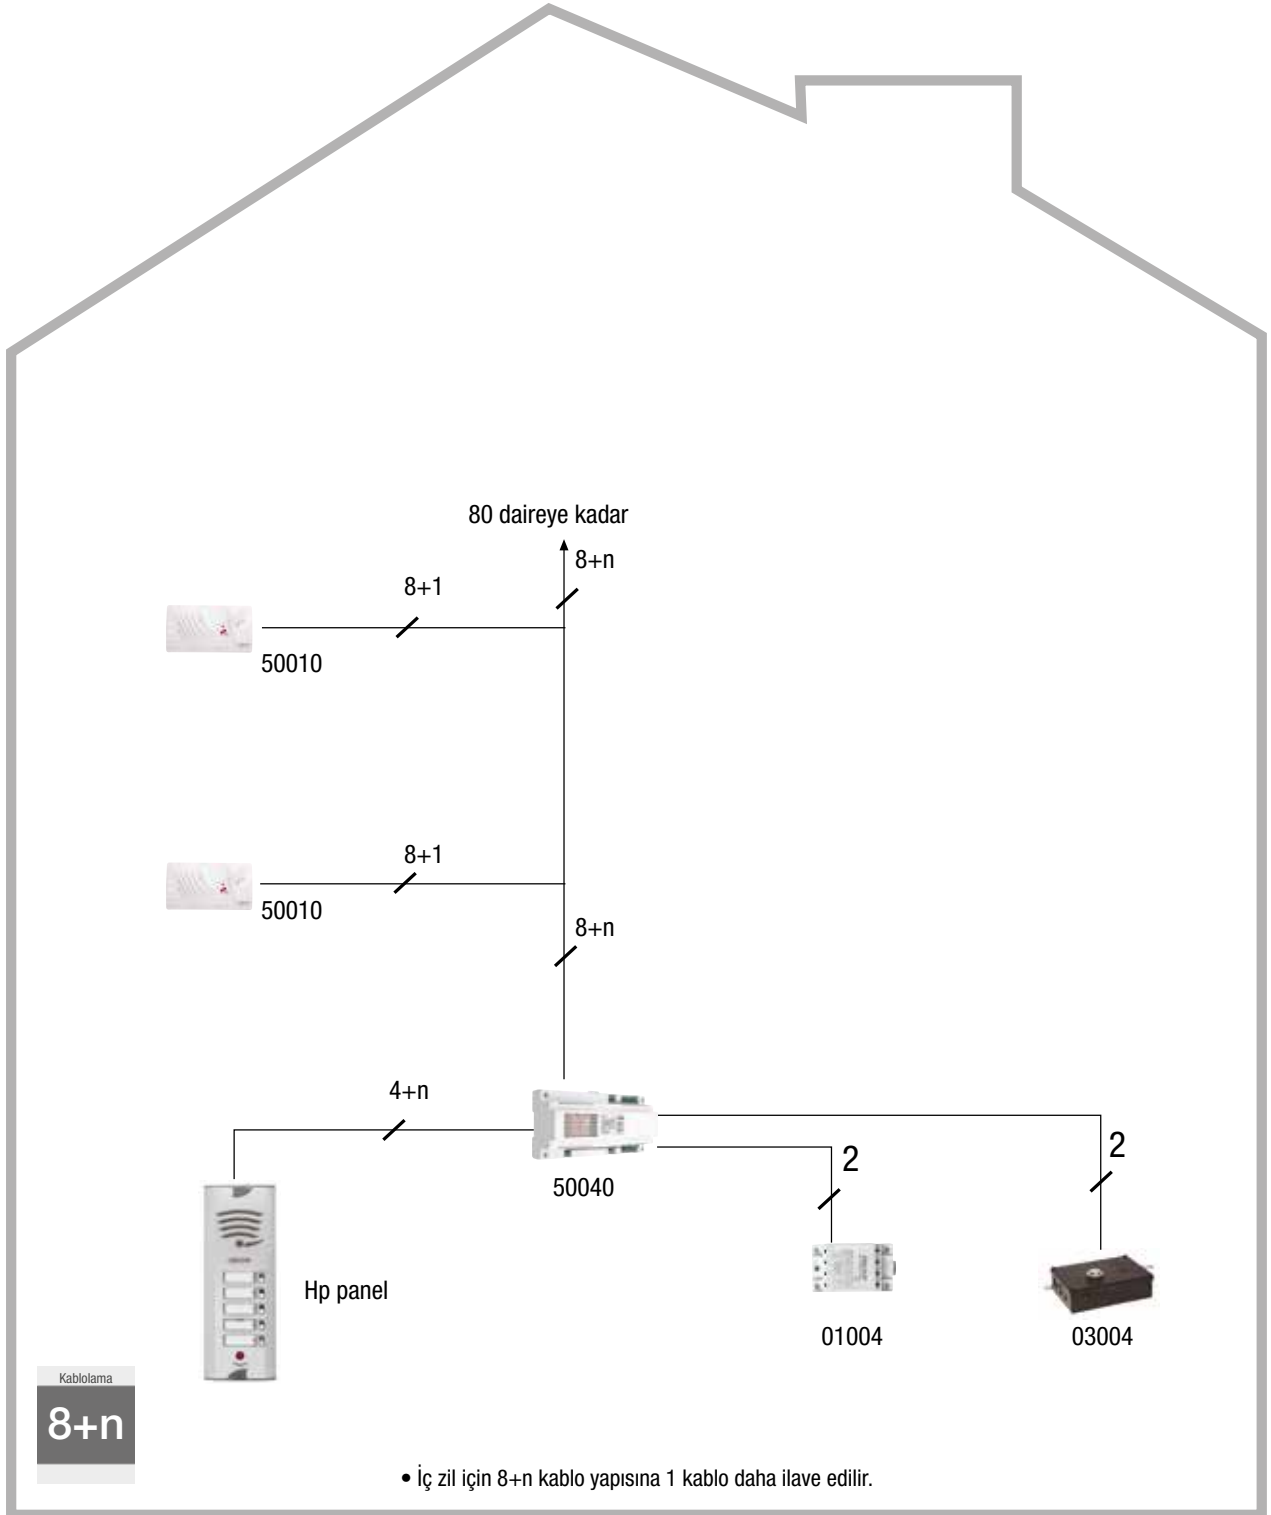 80 daireye kadar
8+n
8+1
50010
8+1
50010
8+n
4+n
50040
2
2
Hp panel
01004
03004
Kablolama
8+n
• İç zil için 8+n kablo yapısına 1 kablo daha ilave edilir.